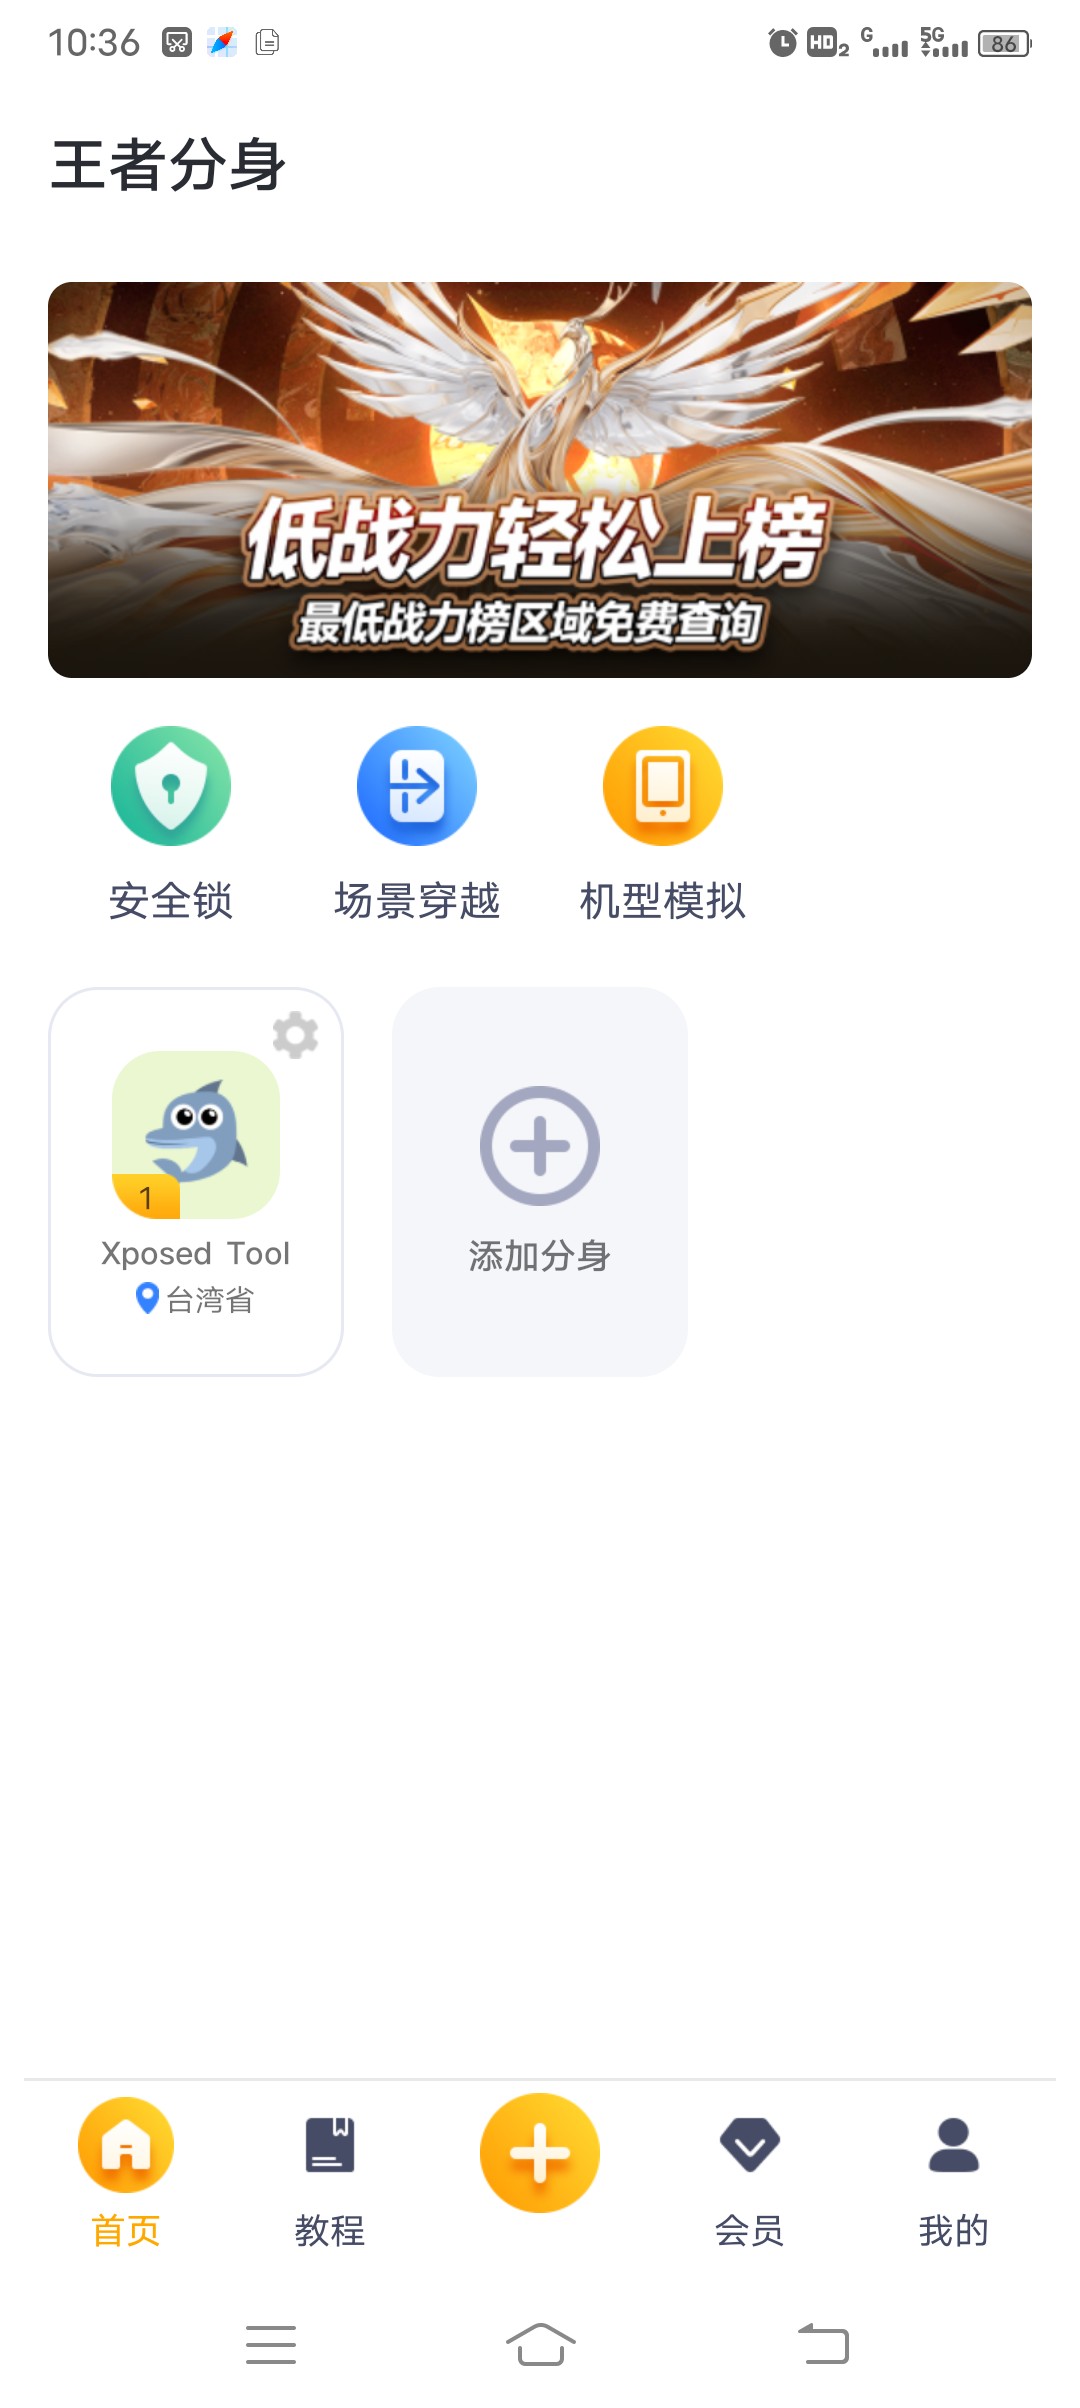 10:36
HD 2 G 5G 86
王者分身
低战力轻松上榜
最低战力榜区域免费查询
安全锁 场景穿越 机型模拟
1
Xposed Tool
台湾省
添加分身
首页 教程 会员 我的